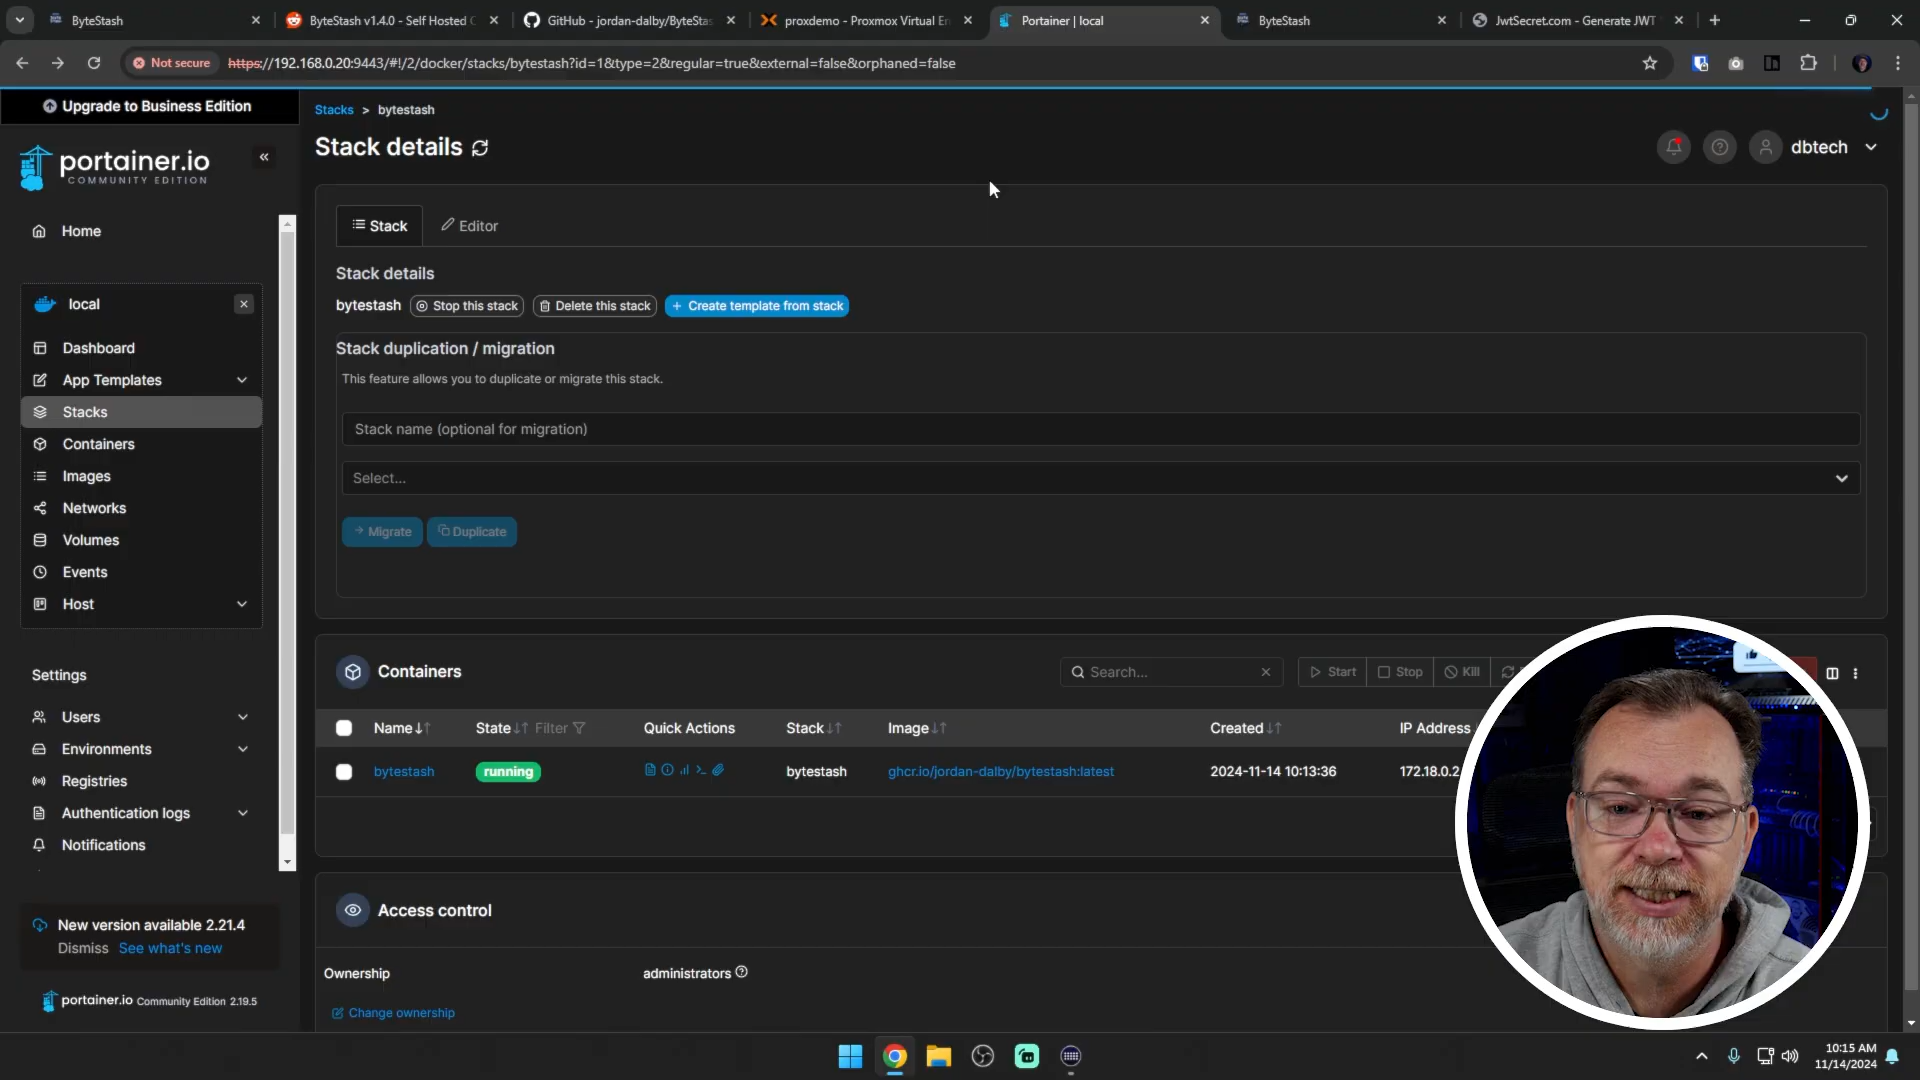 ByteStash
ByteStash v1.4.0 - Self Hosted C
GitHub - jordan-dalby/ByteStas
proxdemo - Proxmox Virtual En
Portainer | local
ByteStash
JwtSecret.com - Generate JWT
Not secure
https://192.168.0.20:9443/#!/2/docker/stacks/bytestash?id=1&type=2&regular=true&external=false&orphaned=false
Upgrade to Business Edition
Stacks > bytestash
Stack details
dbtech
portainer.io
COMMUNITY EDITION
Home
local
Dashboard
App Templates
Stacks
Containers
Images
Networks
Volumes
Events
Host
Settings
Users
Environments
Registries
Authentication logs
Notifications
New version available 2.21.4
Dismiss See what's new
portainer.io Community Edition 2.19.5
Stack
Editor
Stack details
bytestash Stop this stack Delete this stack + Create template from stack
Stack duplication / migration
This feature allows you to duplicate or migrate this stack.
Stack name (optional for migration)
Select...
Migrate Duplicate
Containers
Search...
Start Stop Kill
Name State Filter Quick Actions Stack Image Created IP Address
bytestash running bytestash ghcr.io/jordan-dalby/bytestash:latest 2024-11-14 10:13:36 172.18.0.2
Access control
Ownership administrators
Change ownership
10:15 AM
11/14/2024